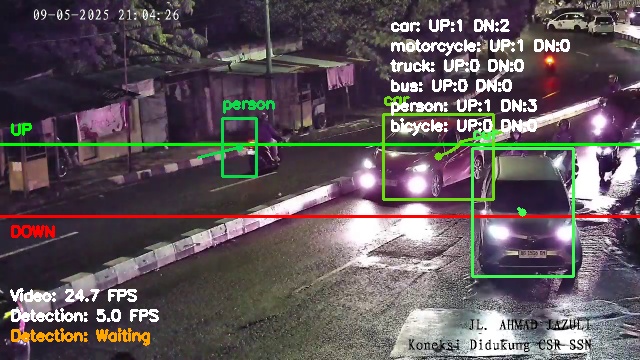 09-05-2025 21:04:26
car: UP:1 DN:2
motorcycle: UP:1 DN:0
truck: UP:0 DN:0
bus: UP:0 DN:0
person: UP:1 DN:3
bicycle: UP:0 DN:0
person
car
UP
DOWN
Video: 24.7 FPS
Detection: 5.0 FPS
Detection: Waiting
JL. AHMAD JAZULI
Koneksi Didukung CSR SSN